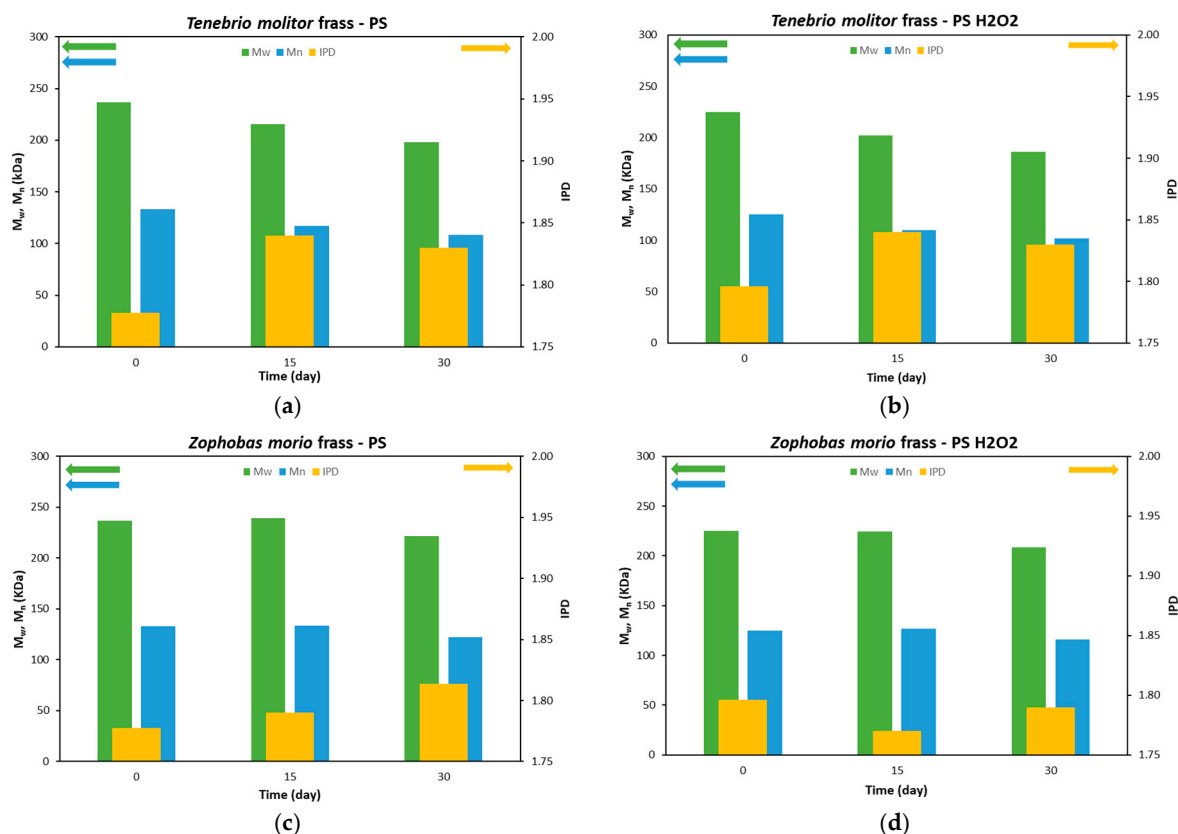 Tenebrio molitor frass - PS
300
250
200
150
100
50
0
Mw, Mn (kDa)
Mw Mn IPD
2.00
1.95
1.90
1.85
1.80
1.75
IPD
0 15 30
Time (day)
(a)
Tenebrio molitor frass - PS H2O2
300
250
200
150
100
50
0
Mw, Mn (KDa)
Mw Mn IPD
2.00
1.95
1.90
1.85
1.80
1.75
IPD
0 15 30
Time (day)
(b)
Zophobas morio frass - PS
300
250
200
150
100
50
0
Mw, Mn (KDa)
Mw Mn IPD
2.00
1.95
1.90
1.85
1.80
1.75
IPD
0 15 30
Time (day)
(c)
Zophobas morio frass - PS H2O2
300
250
200
150
100
50
0
Mw, Mn (KDa)
Mw Mn IPD
2.00
1.95
1.90
1.85
1.80
1.75
IPD
0 15 30
Time (day)
(d)